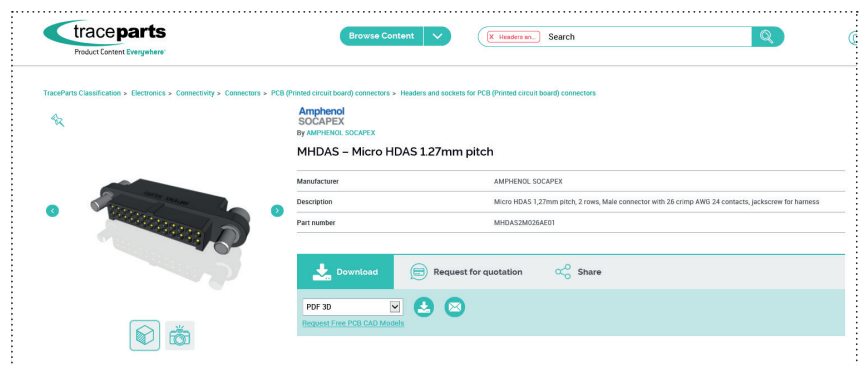 traceparts
Product Content Everywhere
Browse Content
X Headers an... Search
TraceParts Classification > Electronics > Connectivity > Connectors > PCB (Printed circuit board) connectors > Headers and sockets for PCB (Printed circuit board) connectors
Amphenol
SOCAPEX
By AMPHENOL SOCAPEX
MHDAS – Micro HDAS 1.27mm pitch
Manufacturer AMPHENOL SOCAPEX
Description Micro HDAS 1,27mm pitch, 2 rows, Male connector with 26 crimp AWG 24 contacts, jackscrew for harness
Part number MHDAS2M026AE01
Download Request for quotation Share
PDF 3D
Request Free PCB CAD Models